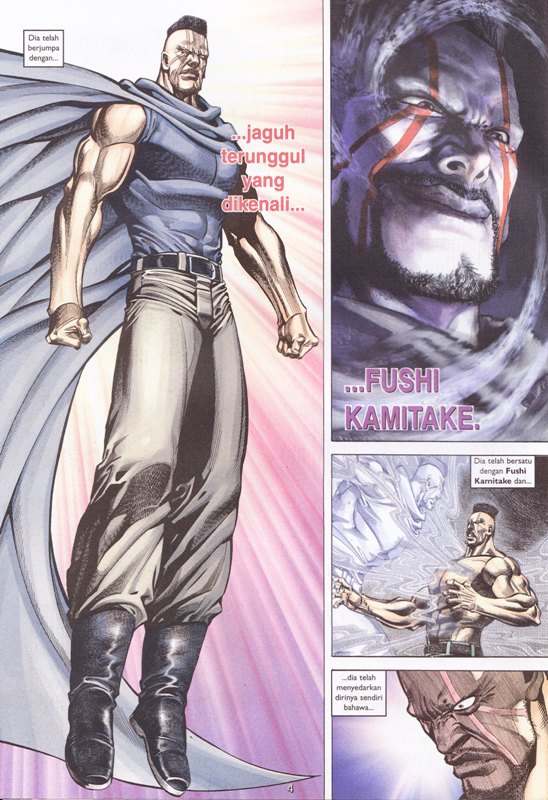 Dia telah
berjumpa
dengan...
...jaguh
terunggul
yang
dikenali...
...FUSHI
KAMITAKE.
Dia telah bersatu
dengan Fushi
Kamitake dan...
...dia telah
menyedarkan
dirinya sendiri
bahawa...
4